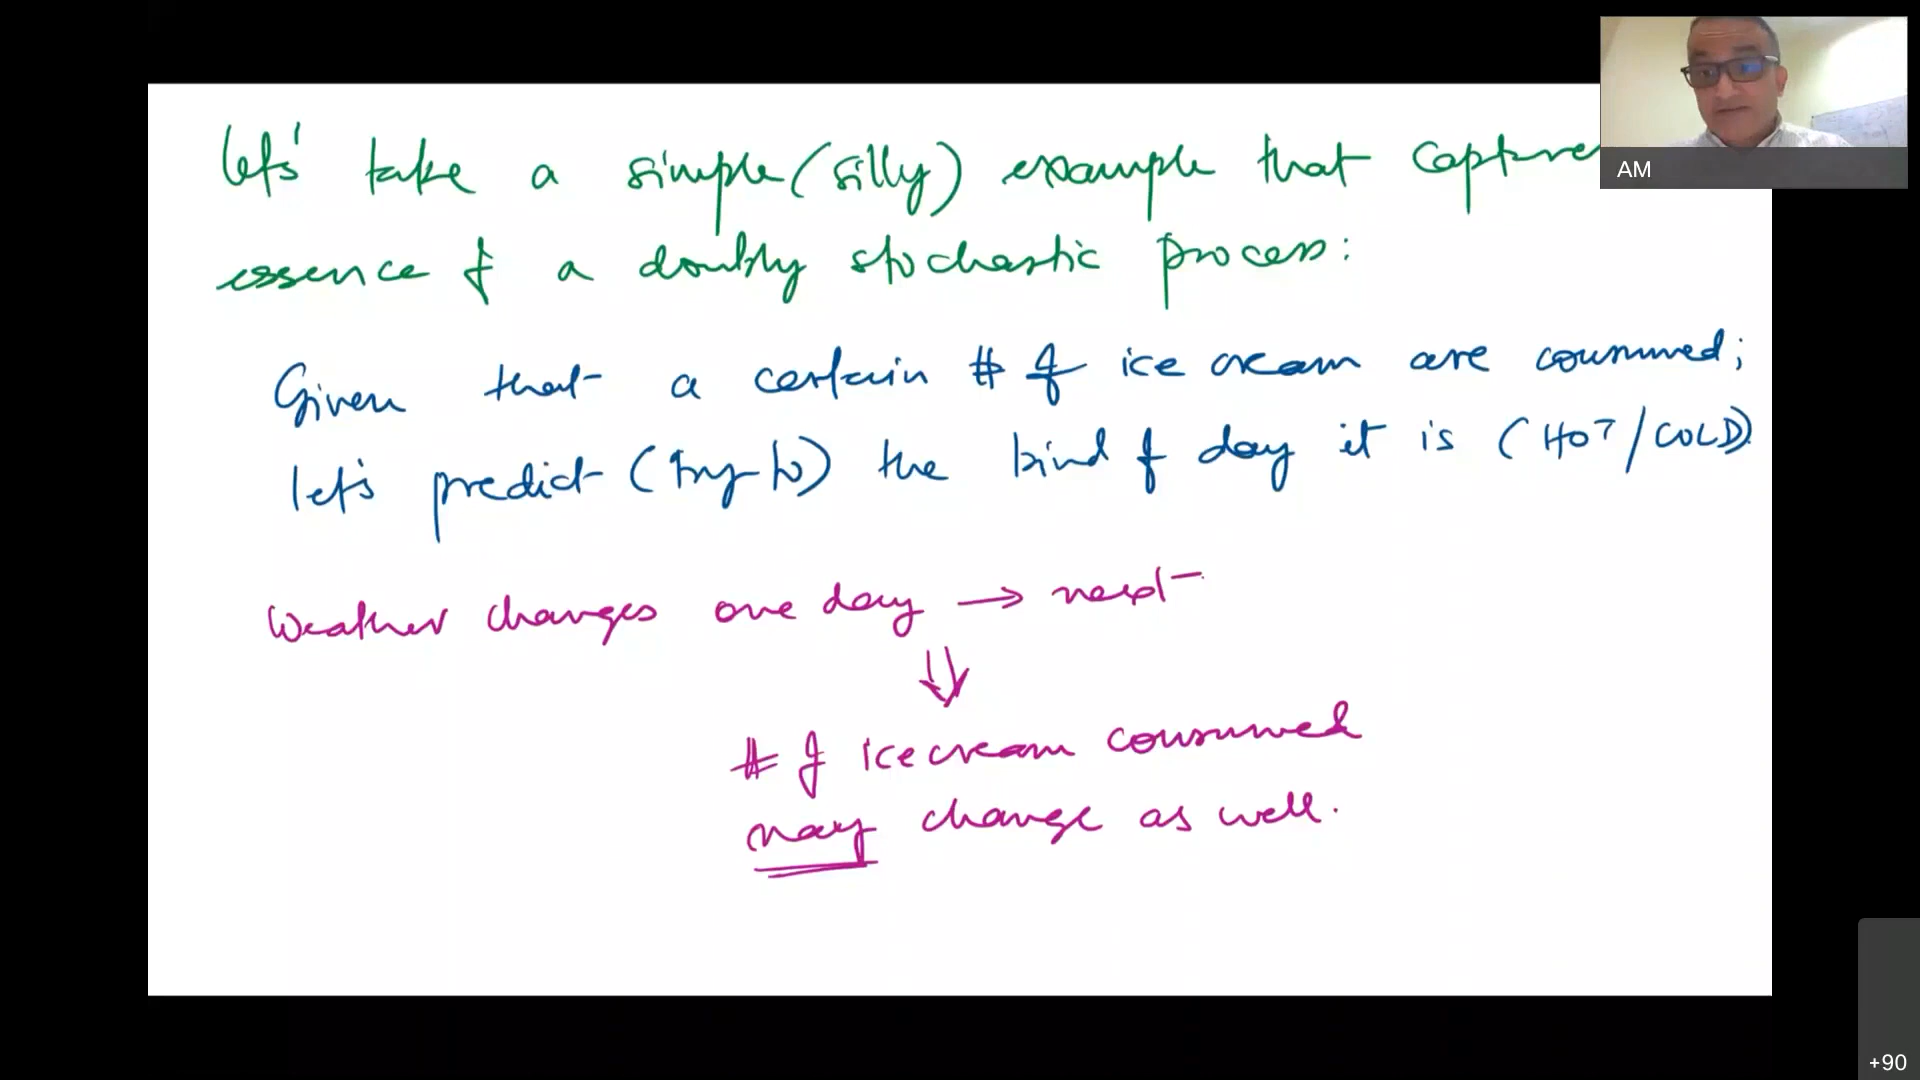 Lets' take a simple (silly) example that capture
essence of a doubly stochastic process:
Given that a certain # of ice cream are consumed;
let's predict (try to) the kind of day it is (HOT/COLD)
Weather changes one day → next
⇓
# of icecream consumed
may change as well.
AM
+90